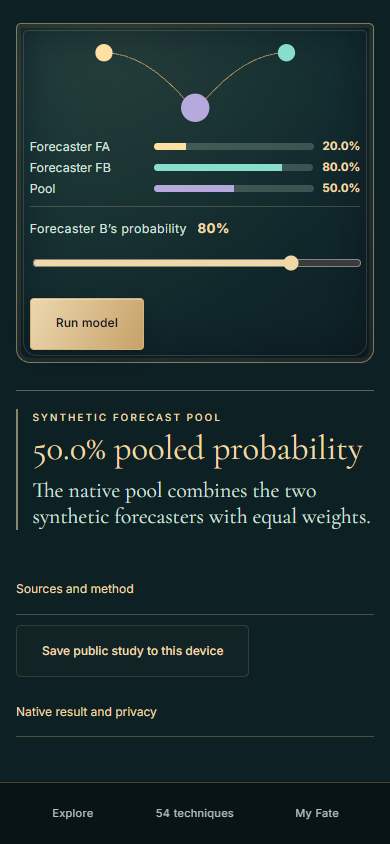 Forecaster FA 20.0%
Forecaster FB 80.0%
Pool 50.0%
Forecaster B's probability 80%
Run model
SYNTHETIC FORECAST POOL
50.0% pooled probability
The native pool combines the two
synthetic forecasters with equal weights.
Sources and method
Save public study to this device
Native result and privacy
Explore 54 techniques My Fate